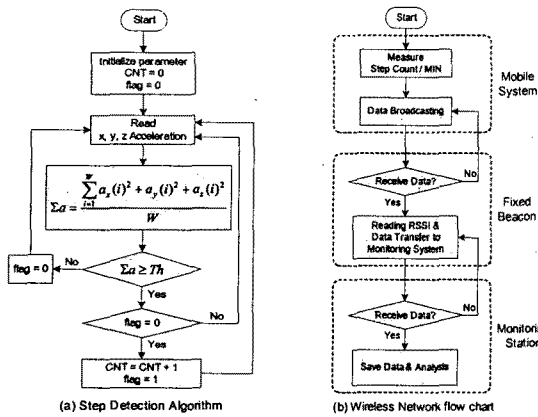 Start
Initialize parameter
CNT = 0
flag = 0
Read
x, y, z Acceleration
Σa = \frac{\sum_{i=1}^{W} a_x(i)^2 + a_y(i)^2 + a_z(i)^2}{W}
Σa ≥ Th
No
flag = 0
Yes
flag = 0
No
Yes
CNT = CNT + 1
flag = 1
(a) Step Detection Algorithm
Start
Measure
Step Count / MIN
Mobile
System
Data Broadcasting
Receive Data?
No
Yes
Fixed
Beacon
Reading RSSI &
Data Transfer to
Monitoring System
Receive Data?
No
Yes
Monitoring
Station
Save Data & Analysis
(b) Wireless Network flow chart